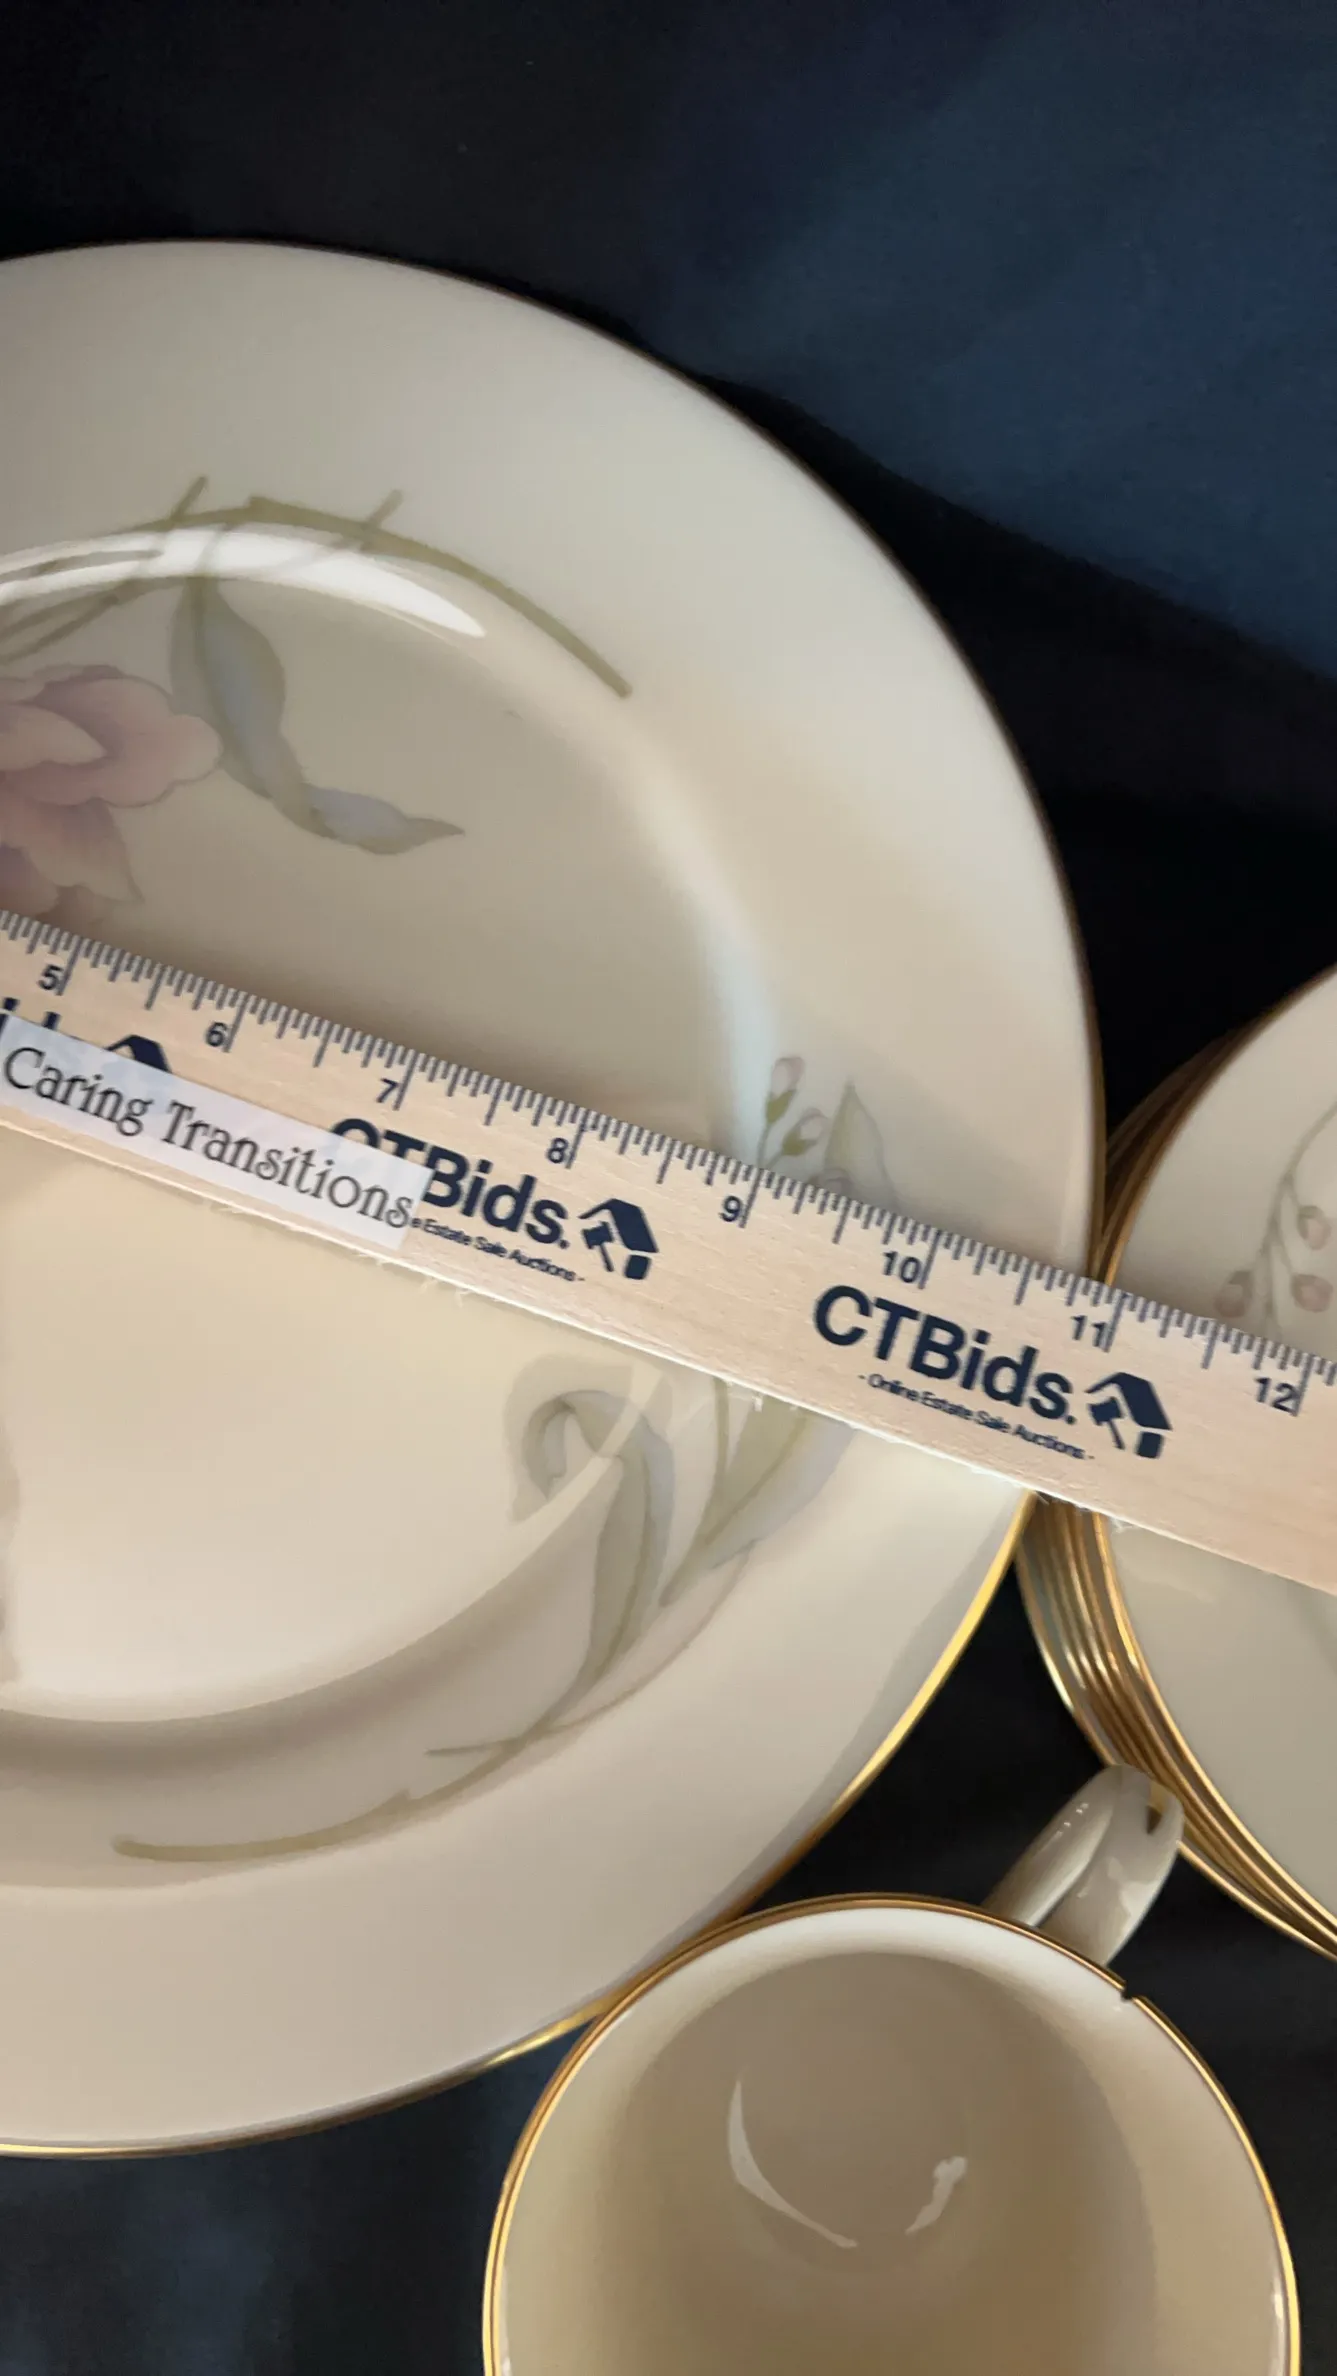 5 6 7 8 9 10 11 12
Caring Transitions
CTBids.
e Estate Sale Auctions -
CTBids.
- Online Estate Sale Auctions -